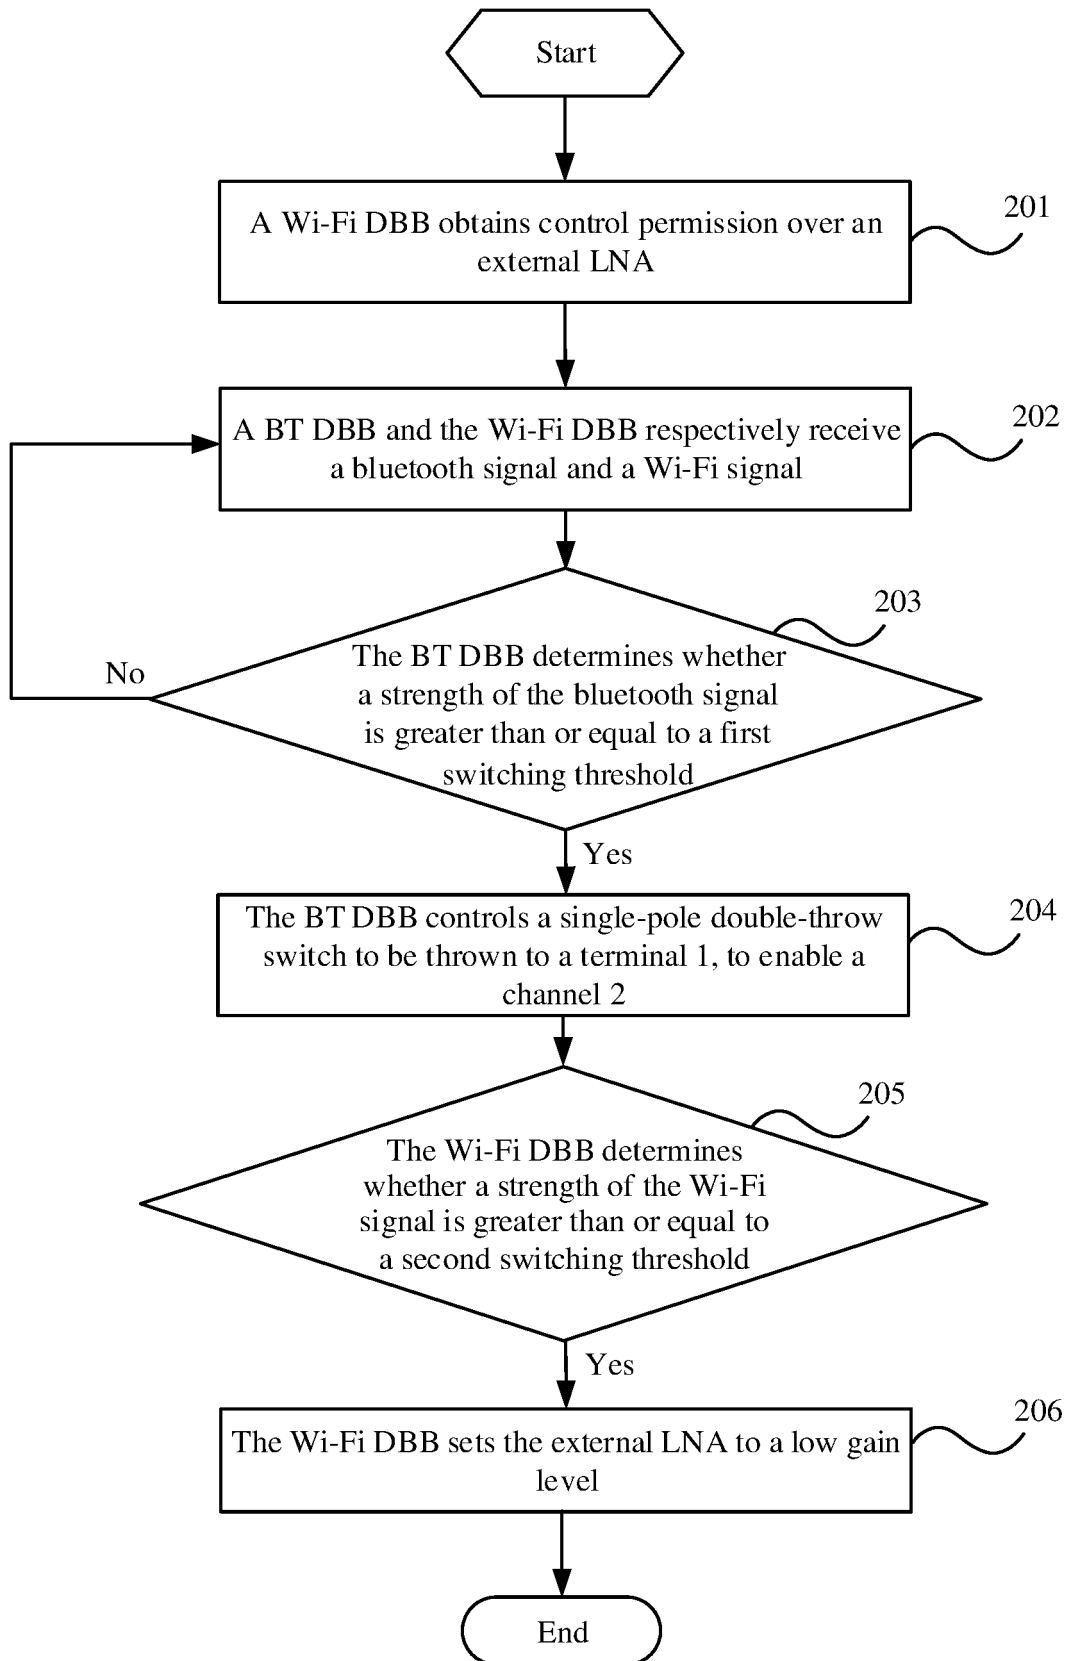 Start
A Wi-Fi DBB obtains control permission over an
external LNA
201
A BT DBB and the Wi-Fi DBB respectively receive
a bluetooth signal and a Wi-Fi signal
202
203
The BT DBB determines whether
a strength of the bluetooth signal
is greater than or equal to a first
switching threshold
No
Yes
The BT DBB controls a single-pole double-throw
switch to be thrown to a terminal 1, to enable a
channel 2
204
205
The Wi-Fi DBB determines
whether a strength of the Wi-Fi
signal is greater than or equal to
a second switching threshold
Yes
The Wi-Fi DBB sets the external LNA to a low gain
level
206
End